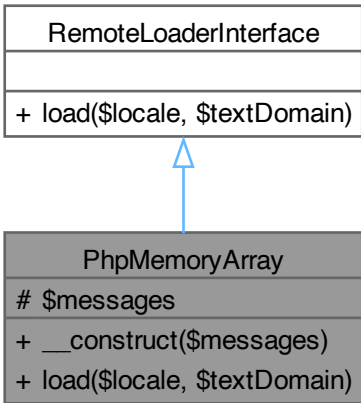 RemoteLoaderInterface
+ load($locale, $textDomain)
PhpMemoryArray
# $messages
+ __construct($messages)
+ load($locale, $textDomain)